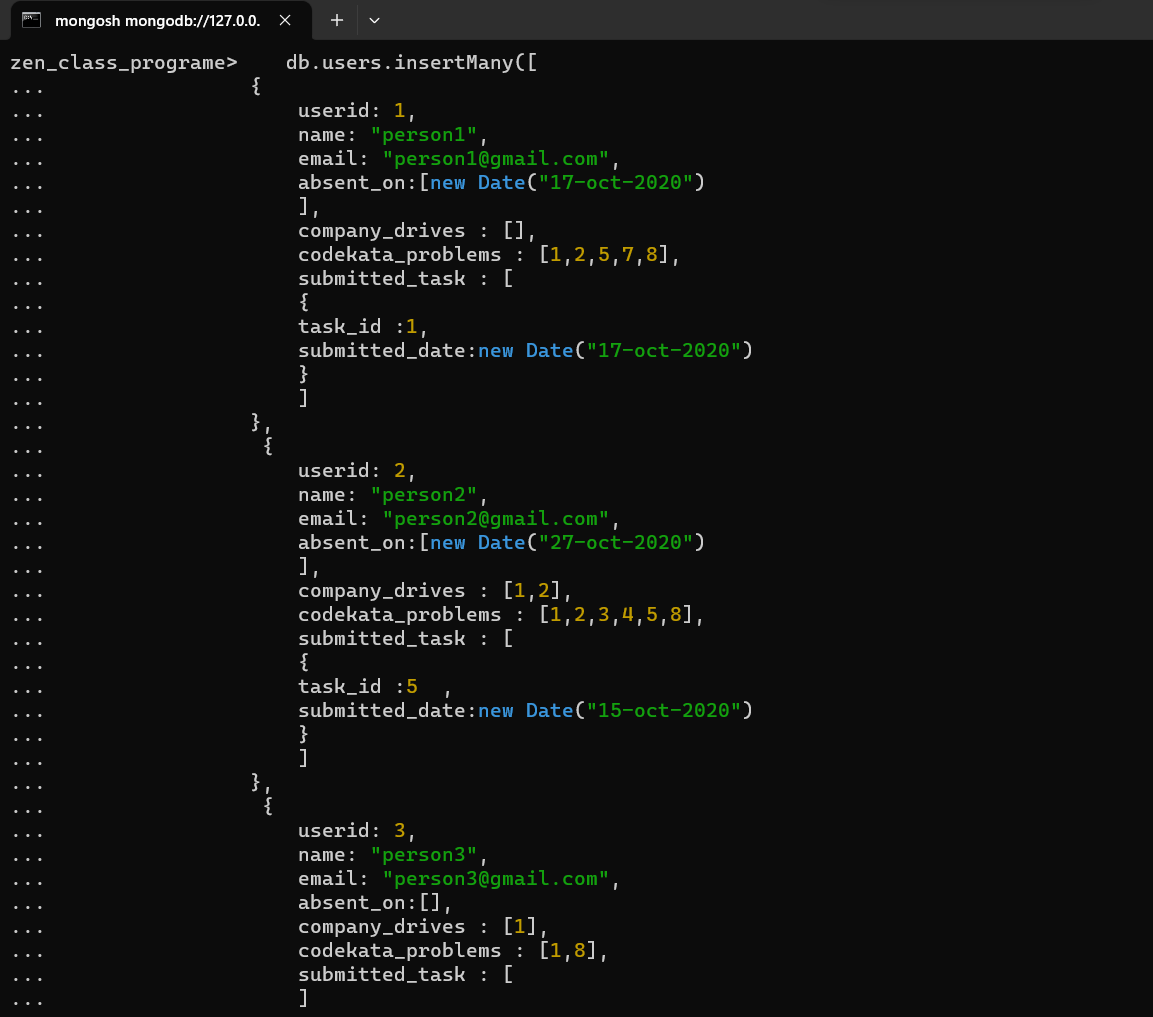 mongosh mongodb://127.0.0.
zen_class_programe>    db.users.insertMany([
...                 {
...                     userid: 1,
...                     name: "person1",
...                     email: "person1@gmail.com",
...                     absent_on:[new Date("17-oct-2020")
...                     ],
...                     company_drives : [],
...                     codekata_problems : [1,2,5,7,8],
...                     submitted_task : [
...                     {
...                     task_id :1,
...                     submitted_date:new Date("17-oct-2020")
...                     }
...                     ]
...                 },
...                  {
...                     userid: 2,
...                     name: "person2",
...                     email: "person2@gmail.com",
...                     absent_on:[new Date("27-oct-2020")
...                     ],
...                     company_drives : [1,2],
...                     codekata_problems : [1,2,3,4,5,8],
...                     submitted_task : [
...                     {
...                     task_id :5  ,
...                     submitted_date:new Date("15-oct-2020")
...                     }
...                     ]
...                 },
...                  {
...                     userid: 3,
...                     name: "person3",
...                     email: "person3@gmail.com",
...                     absent_on:[],
...                     company_drives : [1],
...                     codekata_problems : [1,8],
...                     submitted_task : [
...                     ]